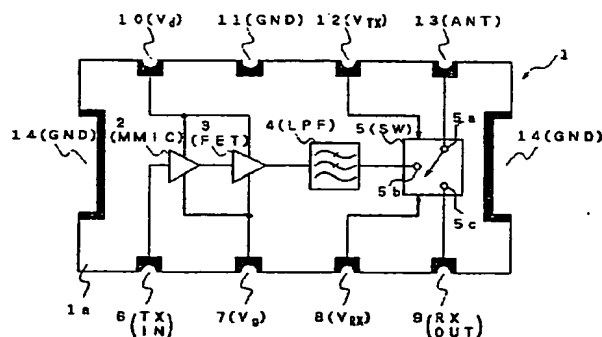 10(Vd) 11(GND) 12(VTX) 13(ANT)
1
2(MMIC) 3(FET) 4(LPF) 5(SW) 5a
14(GND) 14(GND)
5b
5c
1a
6(TX IN) 7(Vg) 8(VRX) 9(RX OUT)